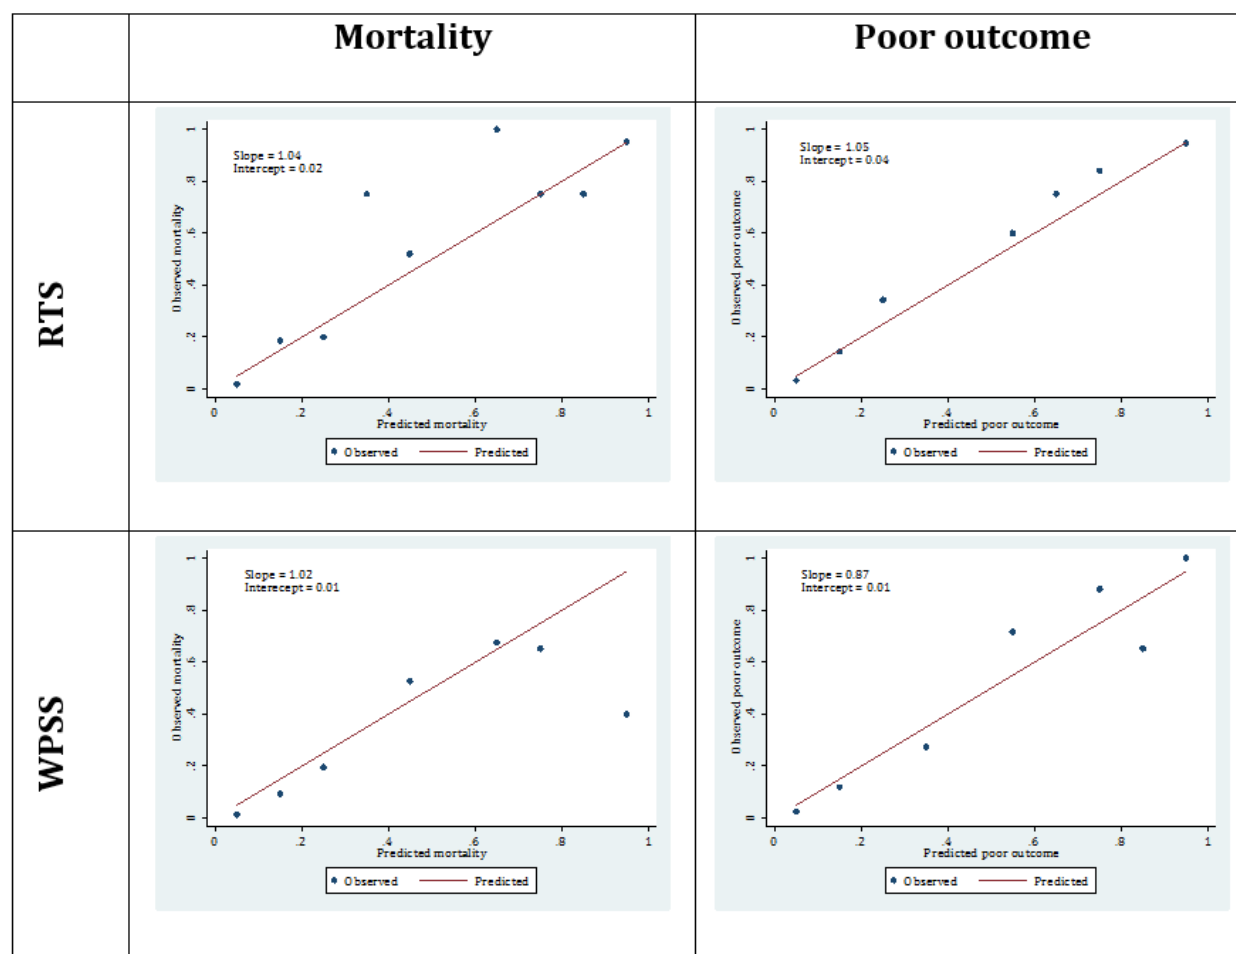 Mortality
Poor outcome
RTS
Slope = 1.04
Intercept = 0.02
Observed mortality
0
.2
.4
.6
.8
1
0 .2 .4 .6 .8 1
Predicted mortality
Observed Predicted
Slope = 1.05
Intercept = 0.04
Observed poor outcome
0
.2
.4
.6
.8
1
0 .2 .4 .6 .8 1
Predicted poor outcome
Observed Predicted
WPSS
Slope = 1.02
Interecept = 0.01
Observed mortality
0
.2
.4
.6
.8
1
0 .2 .4 .6 .8 1
Predicted mortality
Observed Predicted
Slope = 0.87
Intercept = 0.01
Observed poor outcome
0
.2
.4
.6
.8
1
0 .2 .4 .6 .8 1
Predicted poor outcome
Observed Predicted